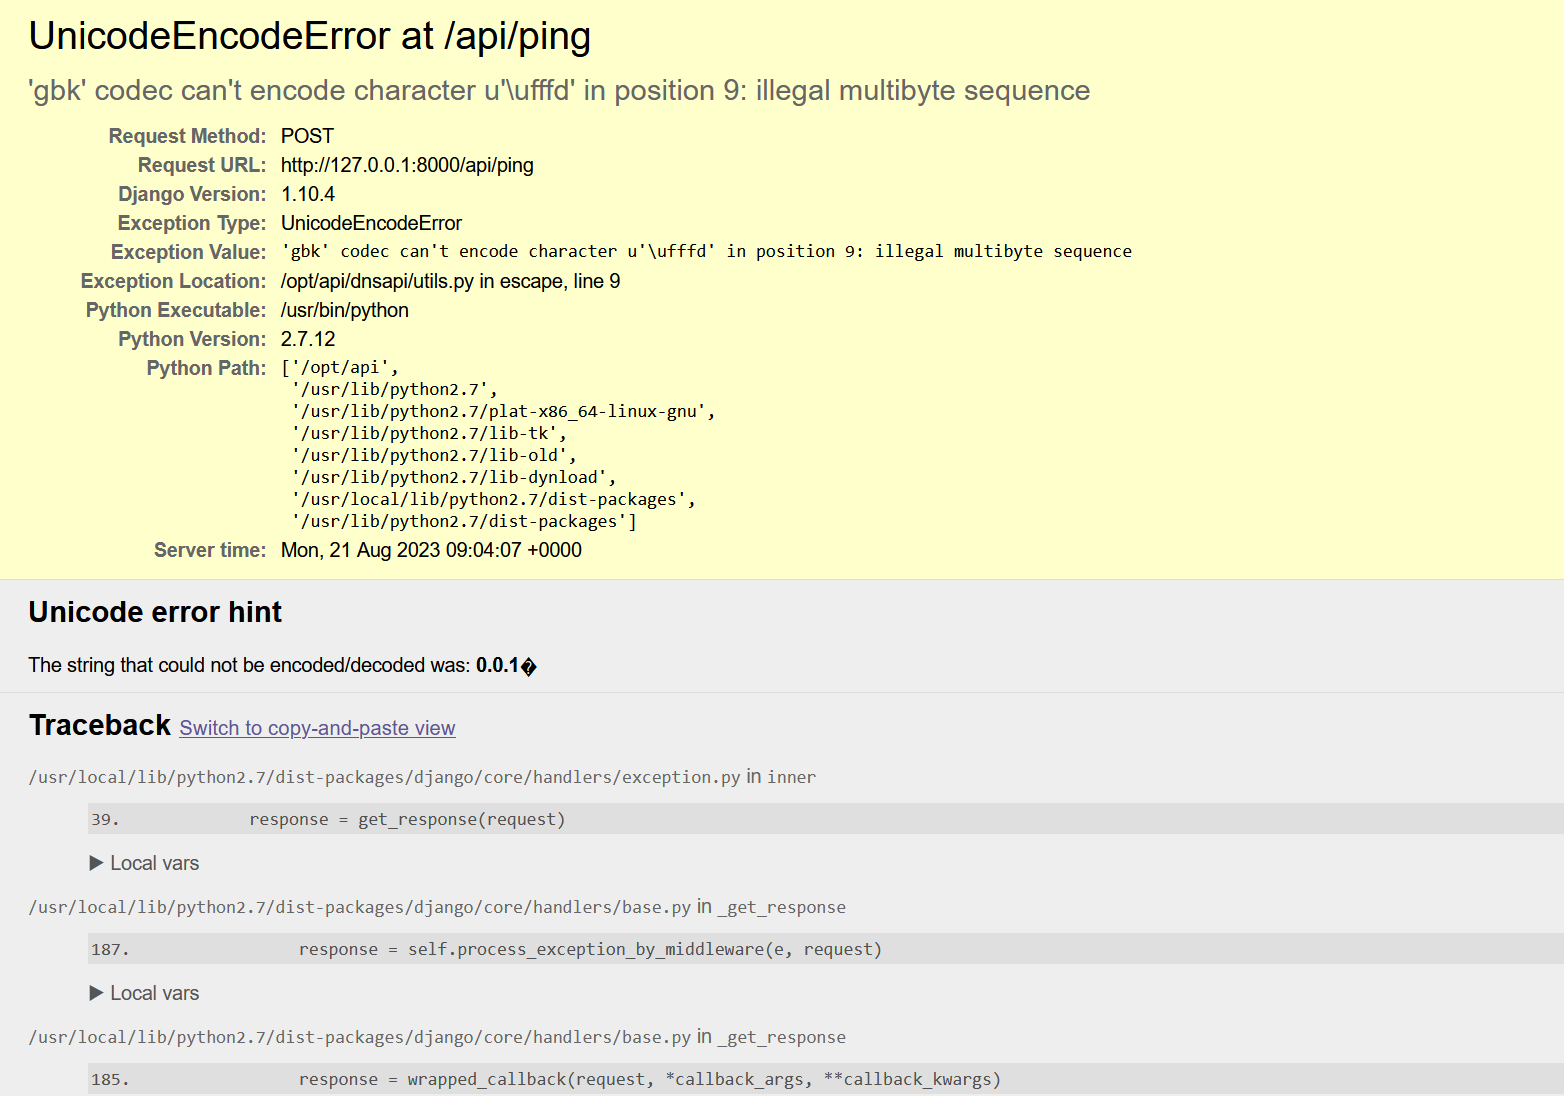 UnicodeEncodeError at /api/ping
'gbk' codec can't encode character u'\ufffd' in position 9: illegal multibyte sequence
Request Method: POST
Request URL: http://127.0.0.1:8000/api/ping
Django Version: 1.10.4
Exception Type: UnicodeEncodeError
Exception Value: 'gbk' codec can't encode character u'\ufffd' in position 9: illegal multibyte sequence
Exception Location: /opt/api/dnsapi/utils.py in escape, line 9
Python Executable: /usr/bin/python
Python Version: 2.7.12
Python Path: ['/opt/api',
'/usr/lib/python2.7',
'/usr/lib/python2.7/plat-x86_64-linux-gnu',
'/usr/lib/python2.7/lib-tk',
'/usr/lib/python2.7/lib-old',
'/usr/lib/python2.7/lib-dynload',
'/usr/local/lib/python2.7/dist-packages',
'/usr/lib/python2.7/dist-packages']
Server time: Mon, 21 Aug 2023 09:04:07 +0000
Unicode error hint
The string that could not be encoded/decoded was: 0.0.1�
Traceback Switch to copy-and-paste view
/usr/local/lib/python2.7/dist-packages/django/core/handlers/exception.py in inner
39. response = get_response(request)
▶ Local vars
/usr/local/lib/python2.7/dist-packages/django/core/handlers/base.py in _get_response
187. response = self.process_exception_by_middleware(e, request)
▶ Local vars
/usr/local/lib/python2.7/dist-packages/django/core/handlers/base.py in _get_response
185. response = wrapped_callback(request, *callback_args, **callback_kwargs)